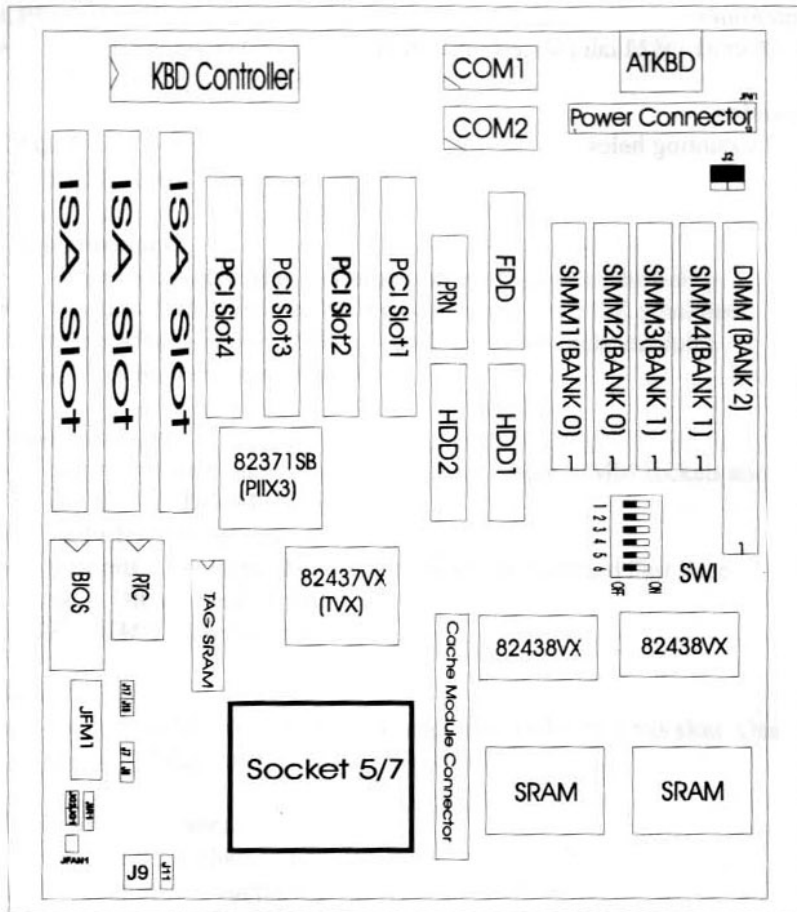 KBD Controller
COM1
COM2
ATKBD
JPW1
Power Connector
J2
ISA Slot
ISA Slot
ISA Slot
PCI Slot4
PCI Slot3
PCI Slot2
PCI Slot1
PRN
FDD
HDD2
HDD1
SIMM1(BANK 0)
1
SIMM2(BANK 0)
1
SIMM3(BANK 1)
1
SIMM4(BANK 1)
1
DIMM (BANK 2)
1
82371SB
(PIIX3)
1
2
3
4
5
6
OFF
ON
SW1
BIOS
RTC
TAG SRAM
82437VX
(TVX)
Cache Module Connector
82438VX
82438VX
JFM1
J7
Socket 5/7
SRAM
SRAM
JFAN1
J9
J11